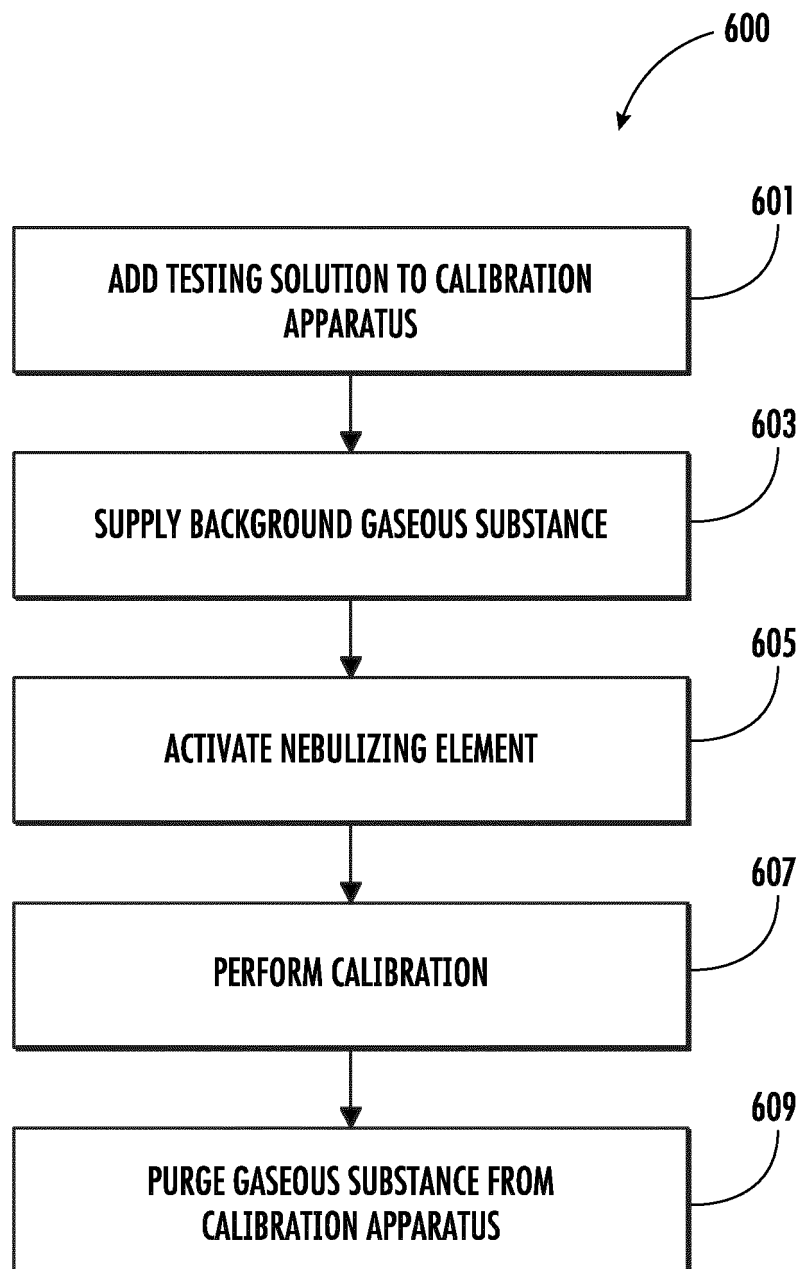 600
601
ADD TESTING SOLUTION TO CALIBRATION
APPARATUS
603
SUPPLY BACKGROUND GASEOUS SUBSTANCE
605
ACTIVATE NEBULIZING ELEMENT
607
PERFORM CALIBRATION
609
PURGE GASEOUS SUBSTANCE FROM
CALIBRATION APPARATUS